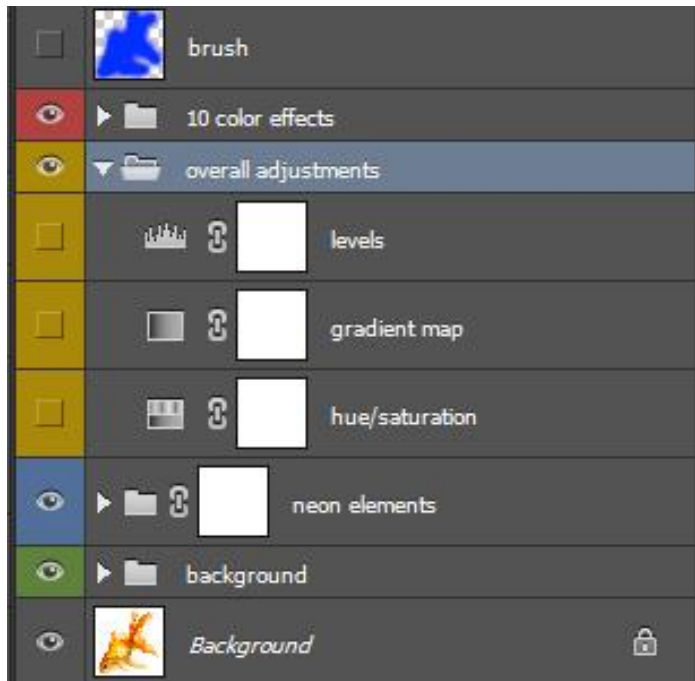 brush
10 color effects
overall adjustments
levels
gradient map
hue/saturation
neon elements
background
Background